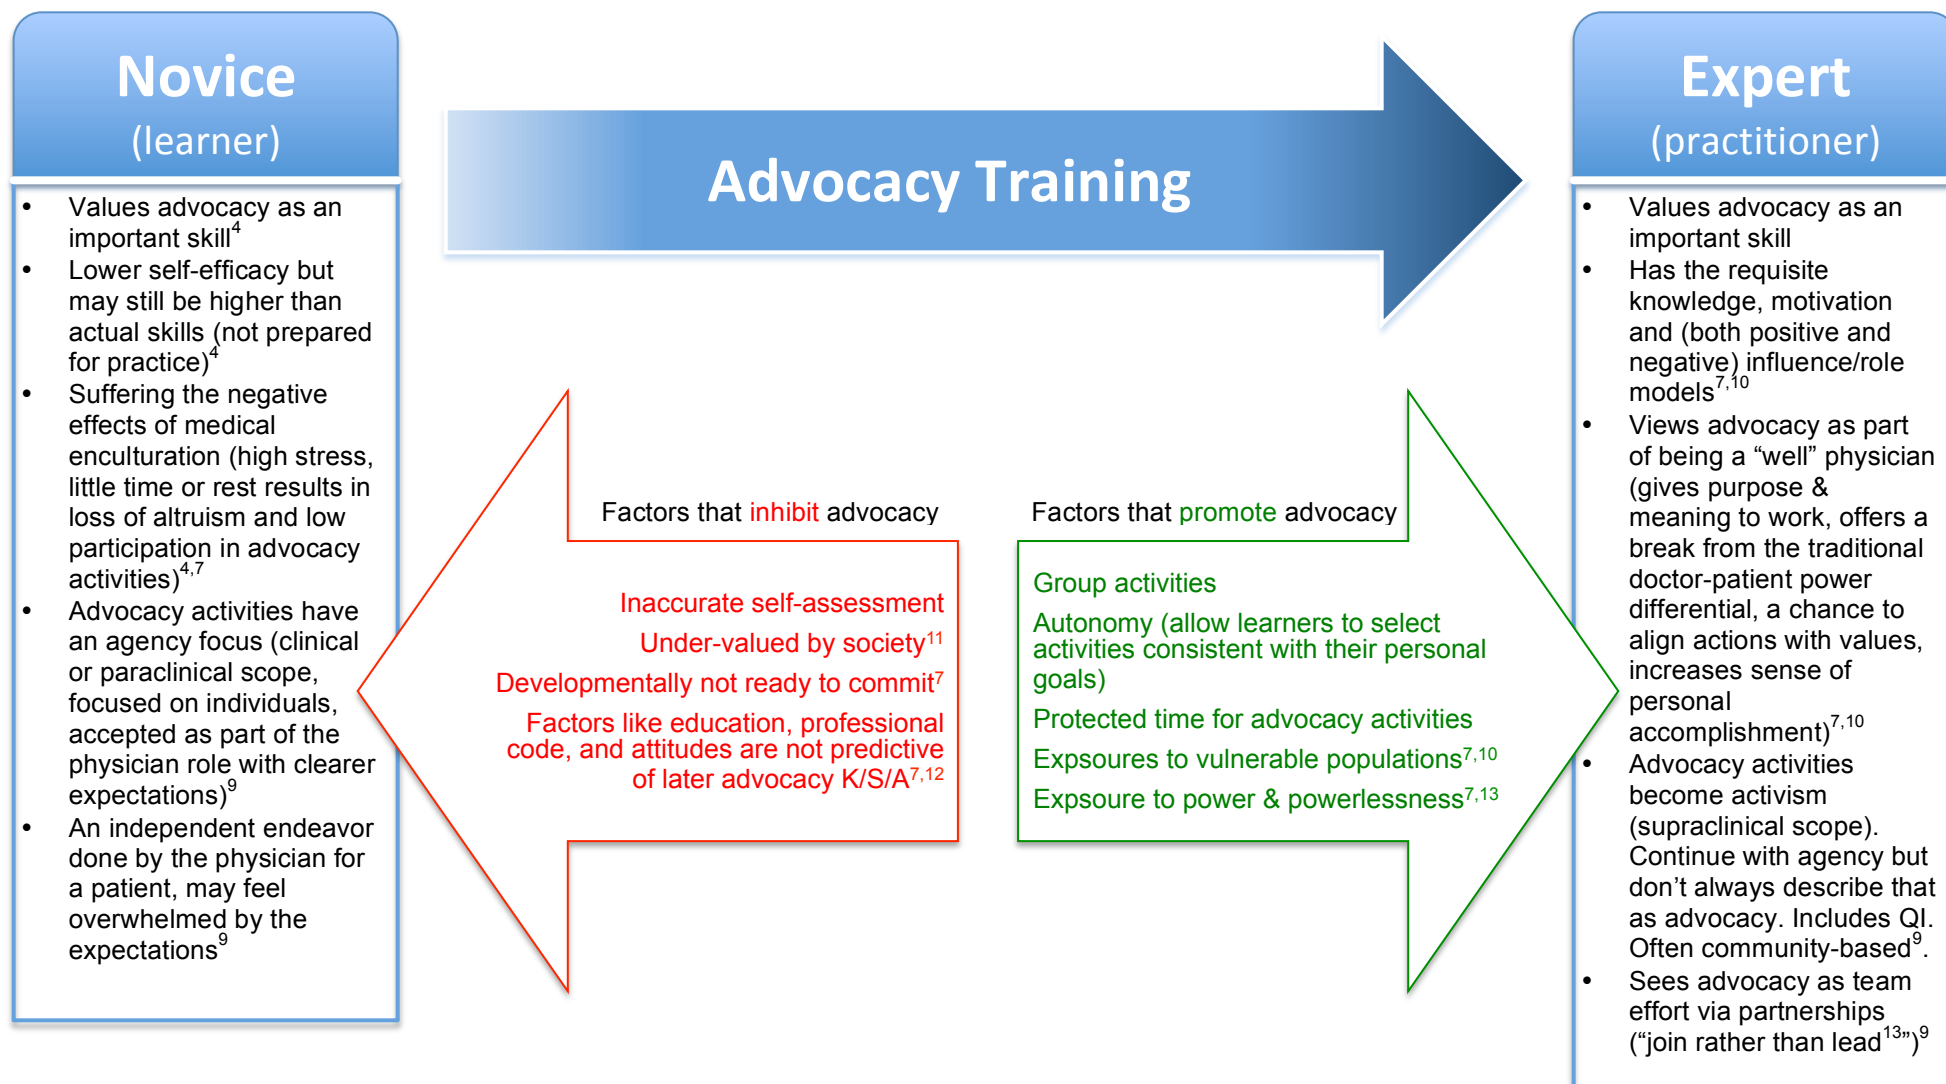 Novice
(learner)
• Values advocacy as an
important skill4
• Lower self-efficacy but
may still be higher than
actual skills (not prepared
for practice)4
• Suffering the negative
effects of medical
enculturation (high stress,
little time or rest results in
loss of altruism and low
participation in advocacy
activities)4,7
• Advocacy activities have
an agency focus (clinical
or paraclinical scope,
focused on individuals,
accepted as part of the
physician role with clearer
expectations)9
• An independent endeavor
done by the physician for
a patient, may feel
overwhelmed by the
expectations9
Advocacy Training
Factors that inhibit advocacy
Inaccurate self-assessment
Under-valued by society11
Developmentally not ready to commit7
Factors like education, professional
code, and attitudes are not predictive
of later advocacy K/S/A7,12
Factors that promote advocacy
Group activities
Autonomy (allow learners to select
activities consistent with their personal
goals)
Protected time for advocacy activities
Expsoures to vulnerable populations7,10
Expsoure to power & powerlessness7,13
Expert
(practitioner)
• Values advocacy as an
important skill
• Has the requisite
knowledge, motivation
and (both positive and
negative) influence/role
models7,10
• Views advocacy as part
of being a “well” physician
(gives purpose &
meaning to work, offers a
break from the traditional
doctor-patient power
differential, a chance to
align actions with values,
increases sense of
personal
accomplishment)7,10
• Advocacy activities
become activism
(supraclinical scope).
Continue with agency but
don’t always describe that
as advocacy. Includes QI.
Often community-based9.
• Sees advocacy as team
effort via partnerships
(“join rather than lead13”)9